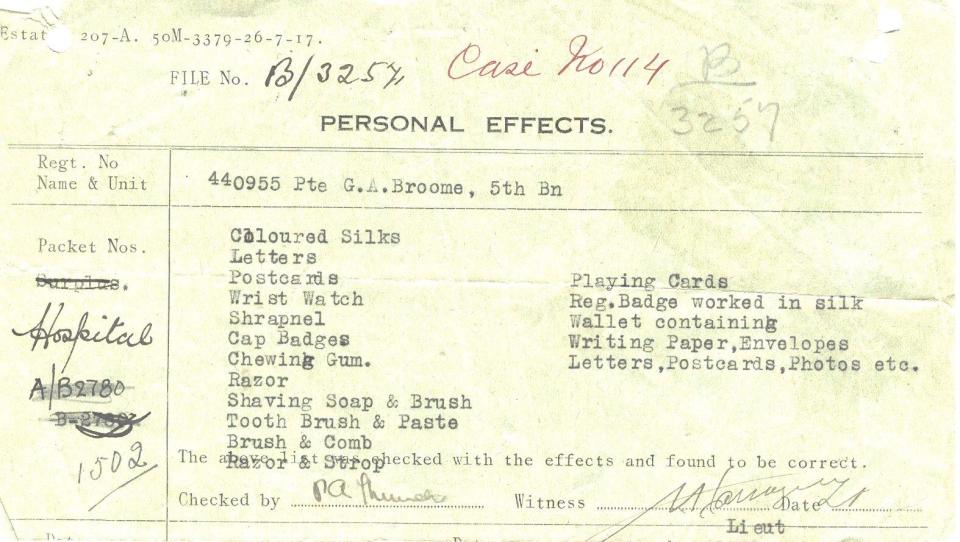 Estat 207-A. 50M-3379-26-7-17.
FILE No. B/3257, Case No 114 B
3257
PERSONAL EFFECTS.
Regt. No
Name & Unit 440955 Pte G.A.Broome, 5th Bn
Packet Nos.
Surplus.
Hospital
A/B2780
1502
Coloured Silks
Letters
Postcards
Wrist Watch
Shrapnel
Cap Badges
Chewing Gum.
Razor
Shaving Soap & Brush
Tooth Brush & Paste
Brush & Comb
Razor & Strop
Playing Cards
Reg.Badge worked in silk
Wallet containing
Writing Paper,Envelopes
Letters,Postcards,Photos etc.
The above list was checked with the effects and found to be correct.
Checked by Witness Date
Lieut